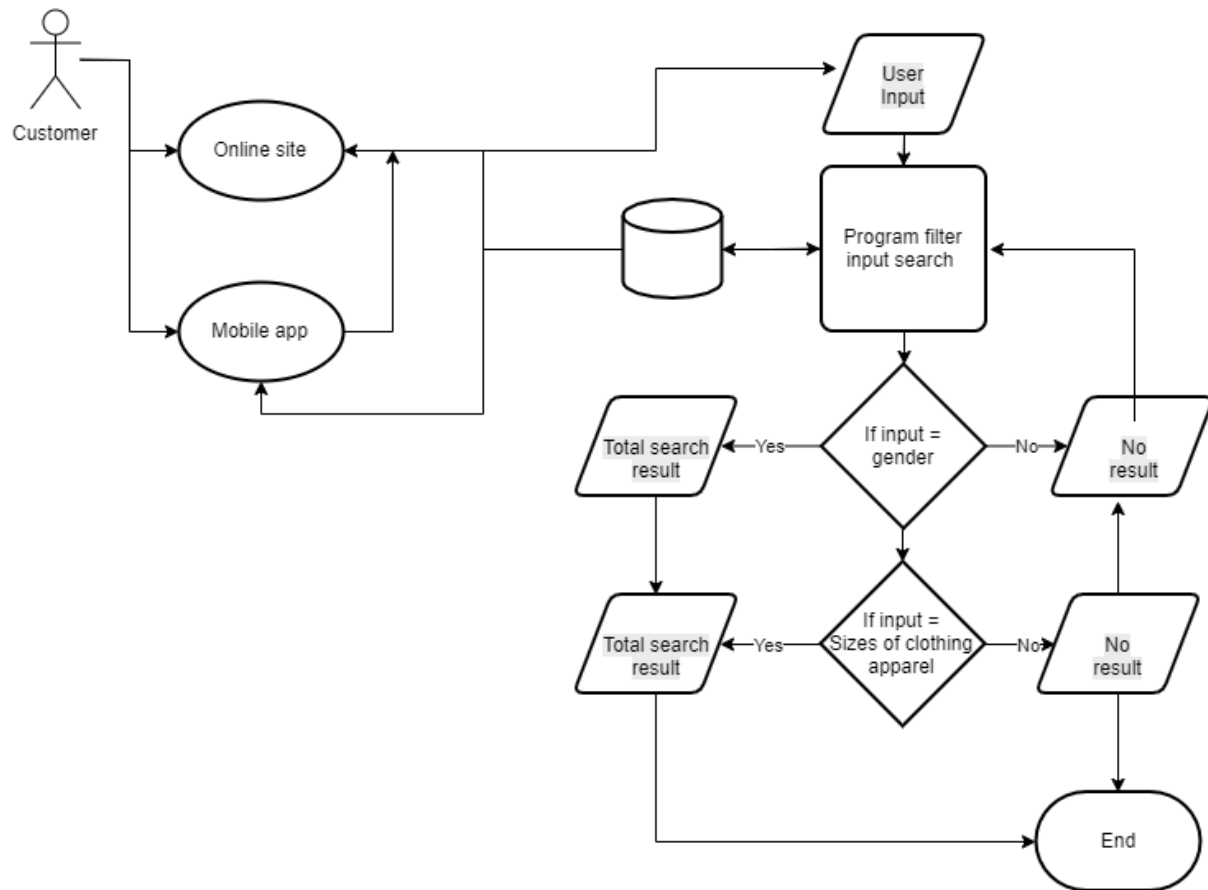 Customer
Online site
Mobile app
User
Input
Program filter
input search
If input =
gender
Yes
No
Total search
result
No
result
If input =
Sizes of clothing
apparel
Yes
No
Total search
result
No
result
End